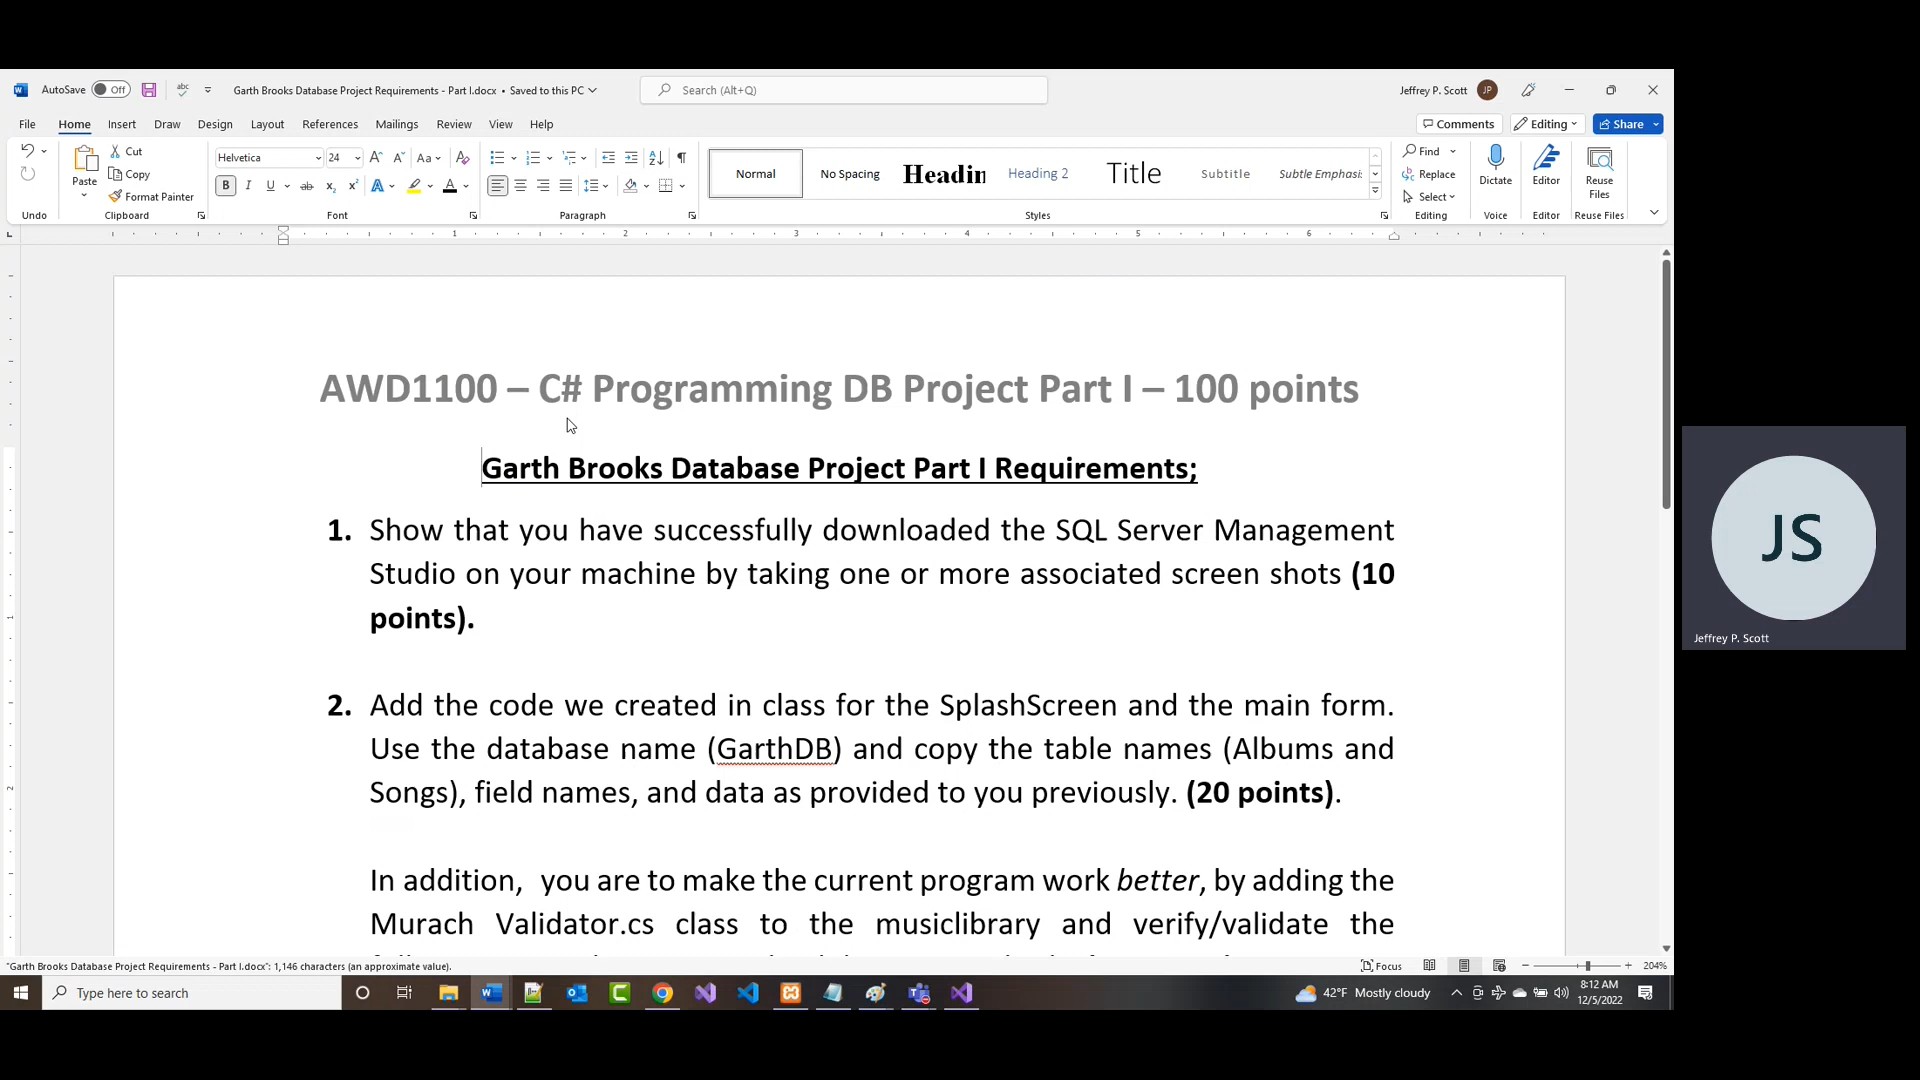 AutoSave Off Garth Brooks Database Project Requirements - Part I.docx • Saved to this PC Search (Alt+Q) Jeffrey P. Scott JP
File Home Insert Draw Design Layout References Mailings Review View Help Comments Editing Share
Paste Cut Copy Format Painter
Helvetica 24
Normal No Spacing Headin Heading 2 Title Subtitle Subtle Emphasis
Find Replace Select
Dictate Editor Reuse Files
Undo Clipboard Font Paragraph Styles Editing Voice Editor Reuse Files
1 2 3 4 5 6
AWD1100 – C# Programming DB Project Part I – 100 points
Garth Brooks Database Project Part I Requirements;
1. Show that you have successfully downloaded the SQL Server Management
Studio on your machine by taking one or more associated screen shots (10
points).
2. Add the code we created in class for the SplashScreen and the main form.
Use the database name (GarthDB) and copy the table names (Albums and
Songs), field names, and data as provided to you previously. (20 points).
In addition, you are to make the current program work better, by adding the
Murach Validator.cs class to the musiclibrary and verify/validate the
JS
Jeffrey P. Scott
"Garth Brooks Database Project Requirements - Part I.docx": 1,146 characters (an approximate value). Focus 204%
Type here to search 42°F Mostly cloudy 8:12 AM
12/5/2022